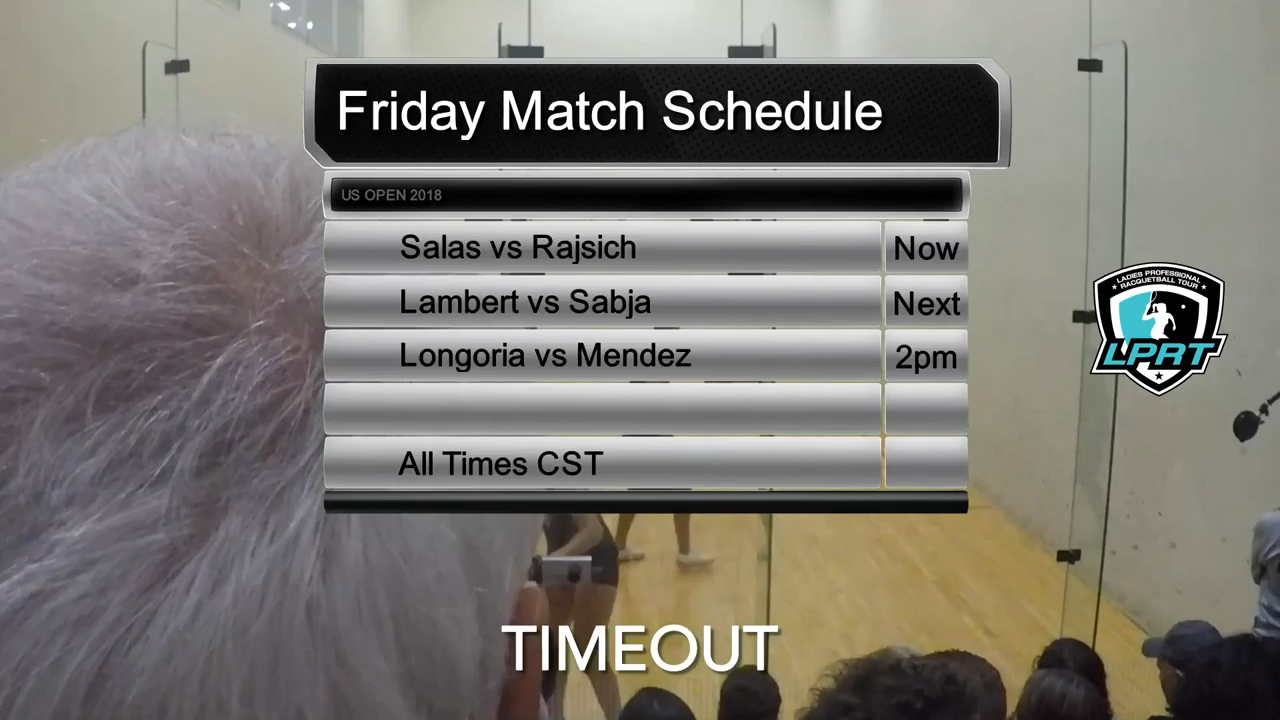 Friday Match Schedule
US OPEN 2018
Salas vs Rajsich Now
Lambert vs Sabja Next
Longoria vs Mendez 2pm
All Times CST
LADIES PROFESSIONAL
RACQUETBALL TOUR
LPRT
TIMEOUT